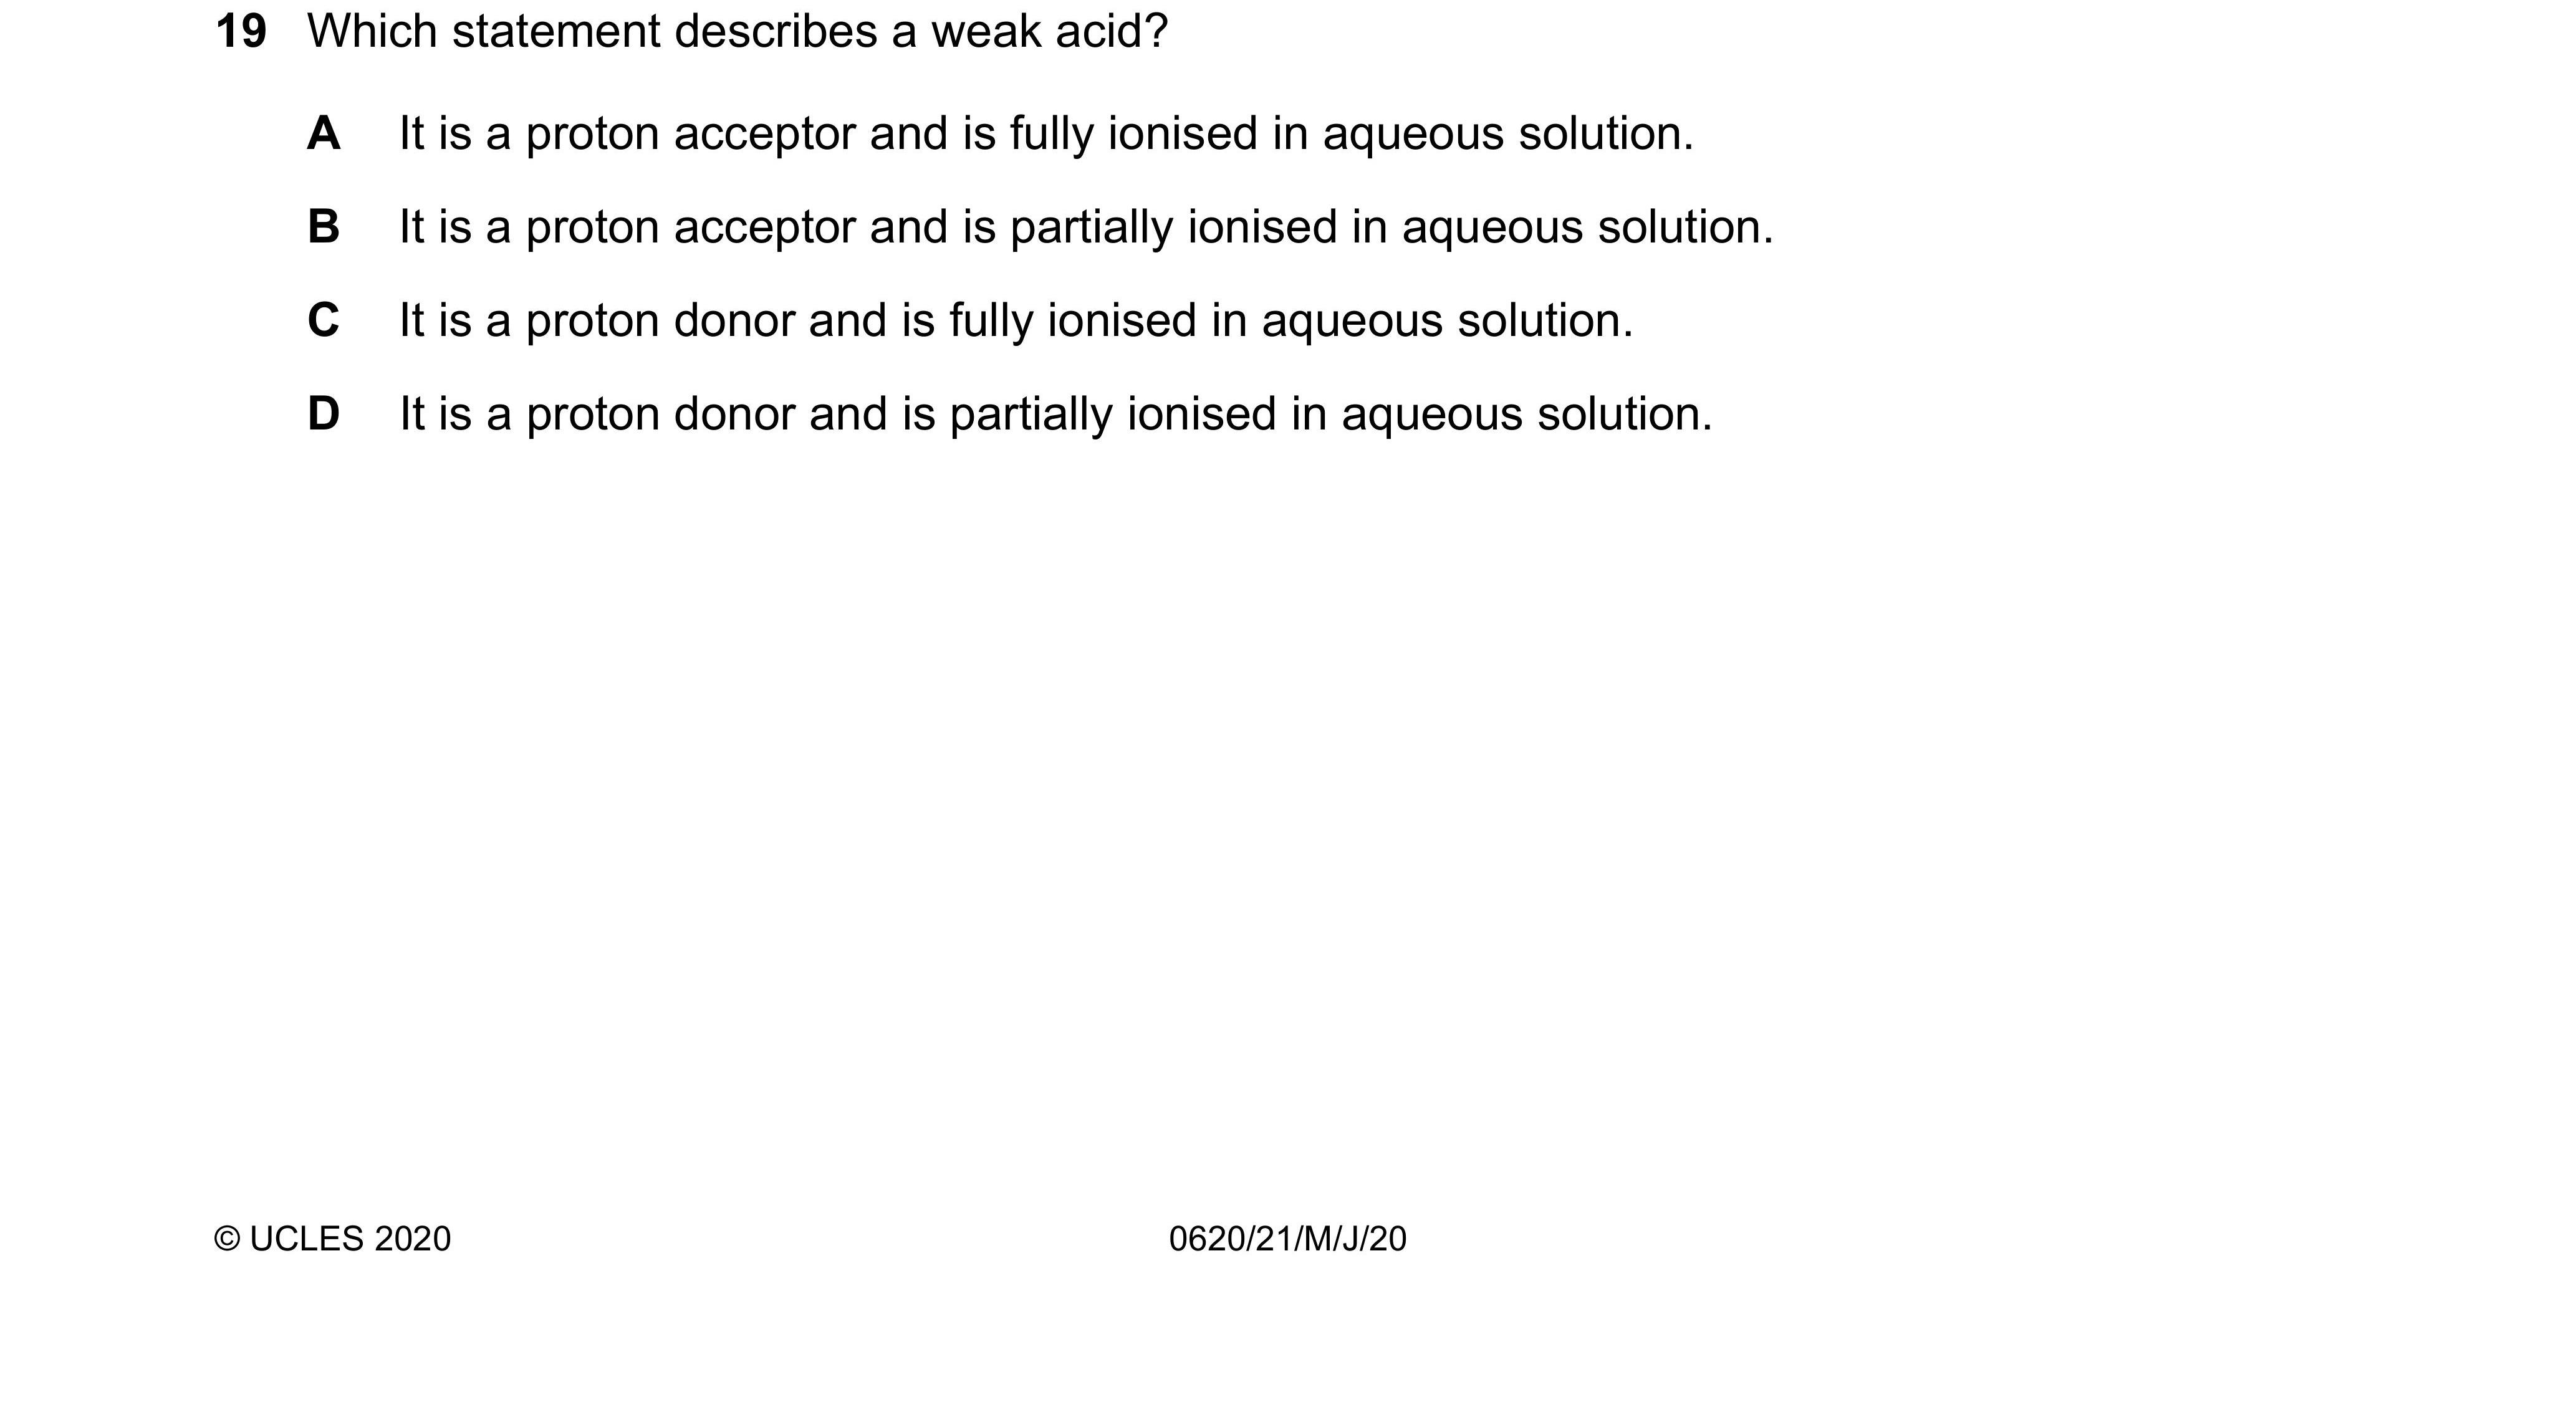 19 Which statement describes a weak acid?
A It is a proton acceptor and is fully ionised in aqueous solution.
B It is a proton acceptor and is partially ionised in aqueous solution.
C It is a proton donor and is fully ionised in aqueous solution.
D It is a proton donor and is partially ionised in aqueous solution.
© UCLES 2020 0620/21/M/J/20